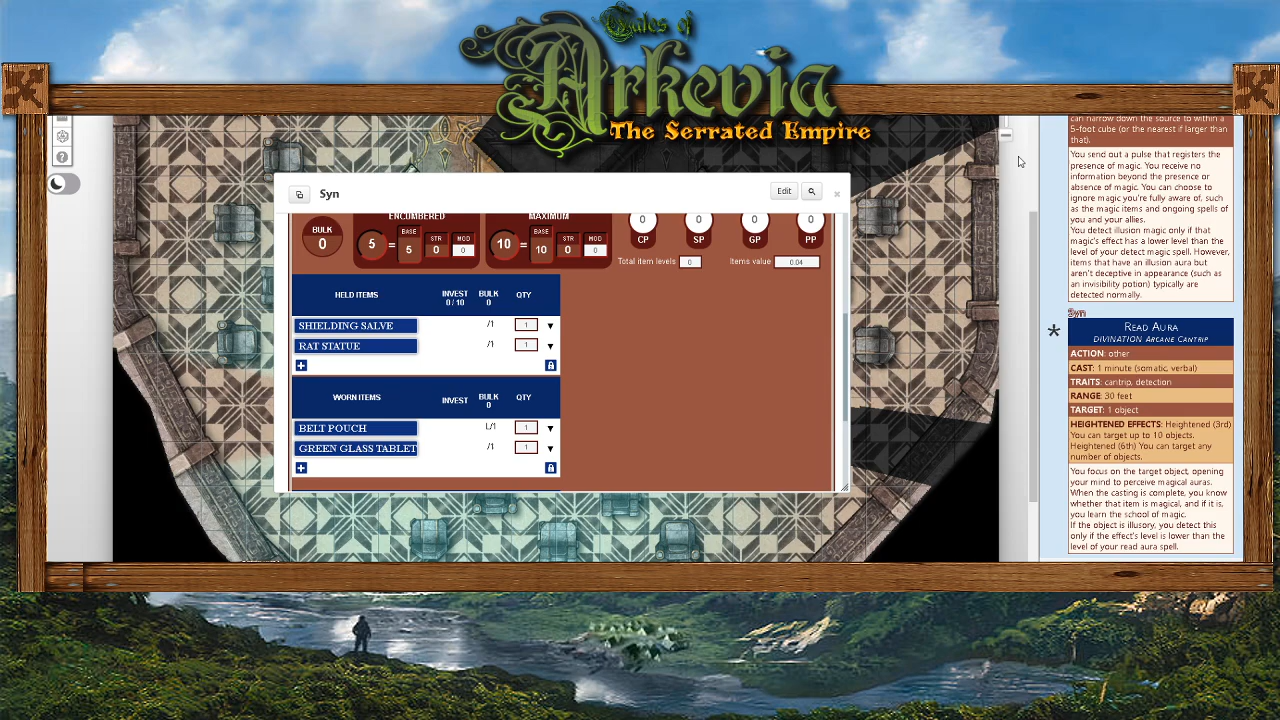 Tales of
Arkevia
The Serrated Empire
Syn
Edit
ENCUMBERED
MAXIMUM
BULK
0
5 = BASE 5 STR 0 MOD 0
10 = BASE 10 STR 0 MOD 0
0 0 0 0
CP SP GP PP
Total item levels 0 Items value 0.04
HELD ITEMS INVEST 0 / 10 BULK 0 QTY
SHIELDING SALVE /1 1
RAT STATUE /1 1
WORN ITEMS INVEST BULK 0 QTY
BELT POUCH L/1 1
GREEN GLASS TABLET /1 1
can narrow down the source to within a
5-foot cube (or the nearest if larger than
that).
You send out a pulse that registers the
presence of magic. You receive no
information beyond the presence or
absence of magic. You can choose to
ignore magic you're fully aware of, such
as the magic items and ongoing spells of
you and your allies.
You detect illusion magic only if that
magic's effect has a lower level than the
level of your detect magic spell. However,
items that have an illusion aura but
aren't deceptive in appearance (such as
an invisibility potion) typically are
detected normally.
Syn
*
READ AURA
DIVINATION ARCANE CANTRIP
ACTION: other
CAST: 1 minute (somatic, verbal)
TRAITS: cantrip, detection
RANGE: 30 feet
TARGET: 1 object
HEIGHTENED EFFECTS: Heightened (3rd)
You can target up to 10 objects.
Heightened (6th) You can target any
number of objects.
You focus on the target object, opening
your mind to perceive magical auras.
When the casting is complete, you know
whether that item is magical, and if it is,
you learn the school of magic.
If the object is illusory, you detect this
only if the effect's level is lower than the
level of your read aura spell.